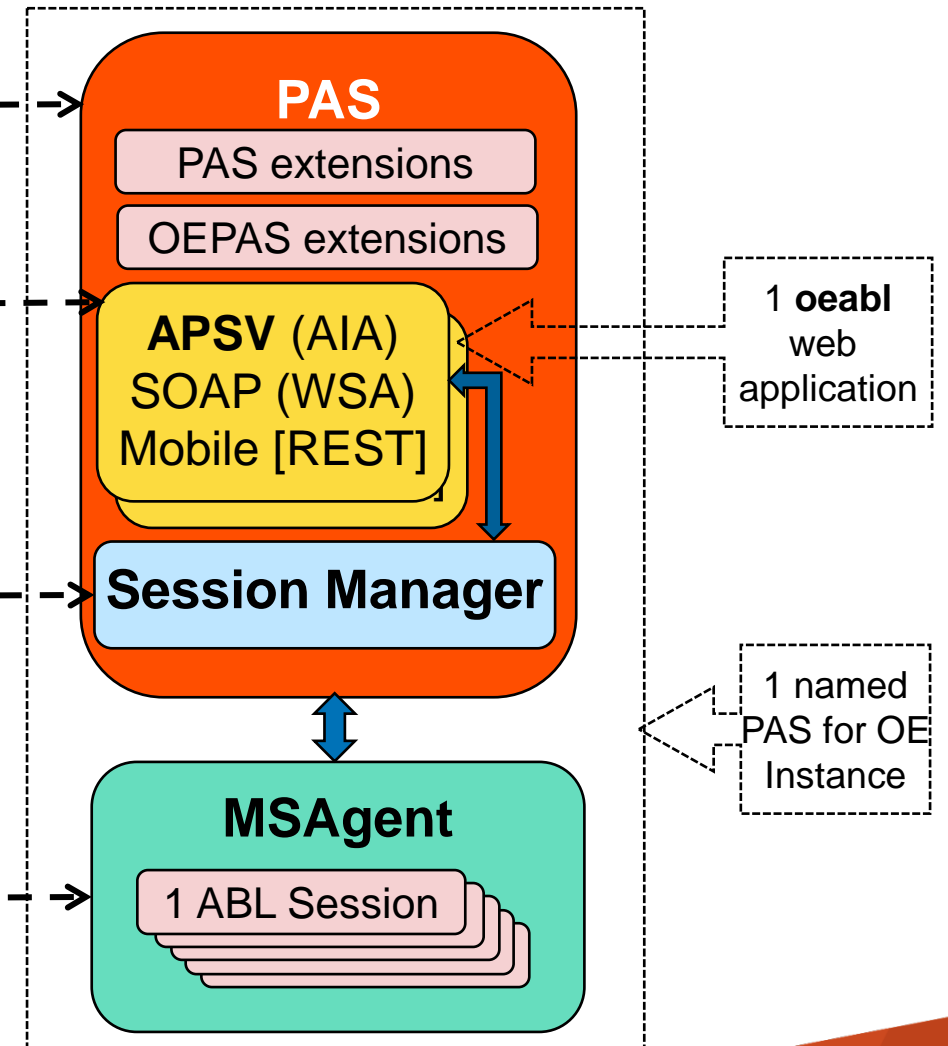 PAS
PAS extensions
OEPAS extensions
APSV (AIA)
SOAP (WSA)
Mobile [REST]
]
Session Manager
MSAgent
1 ABL Session
1 oeabl
web
application
1 named
PAS for OE
Instance